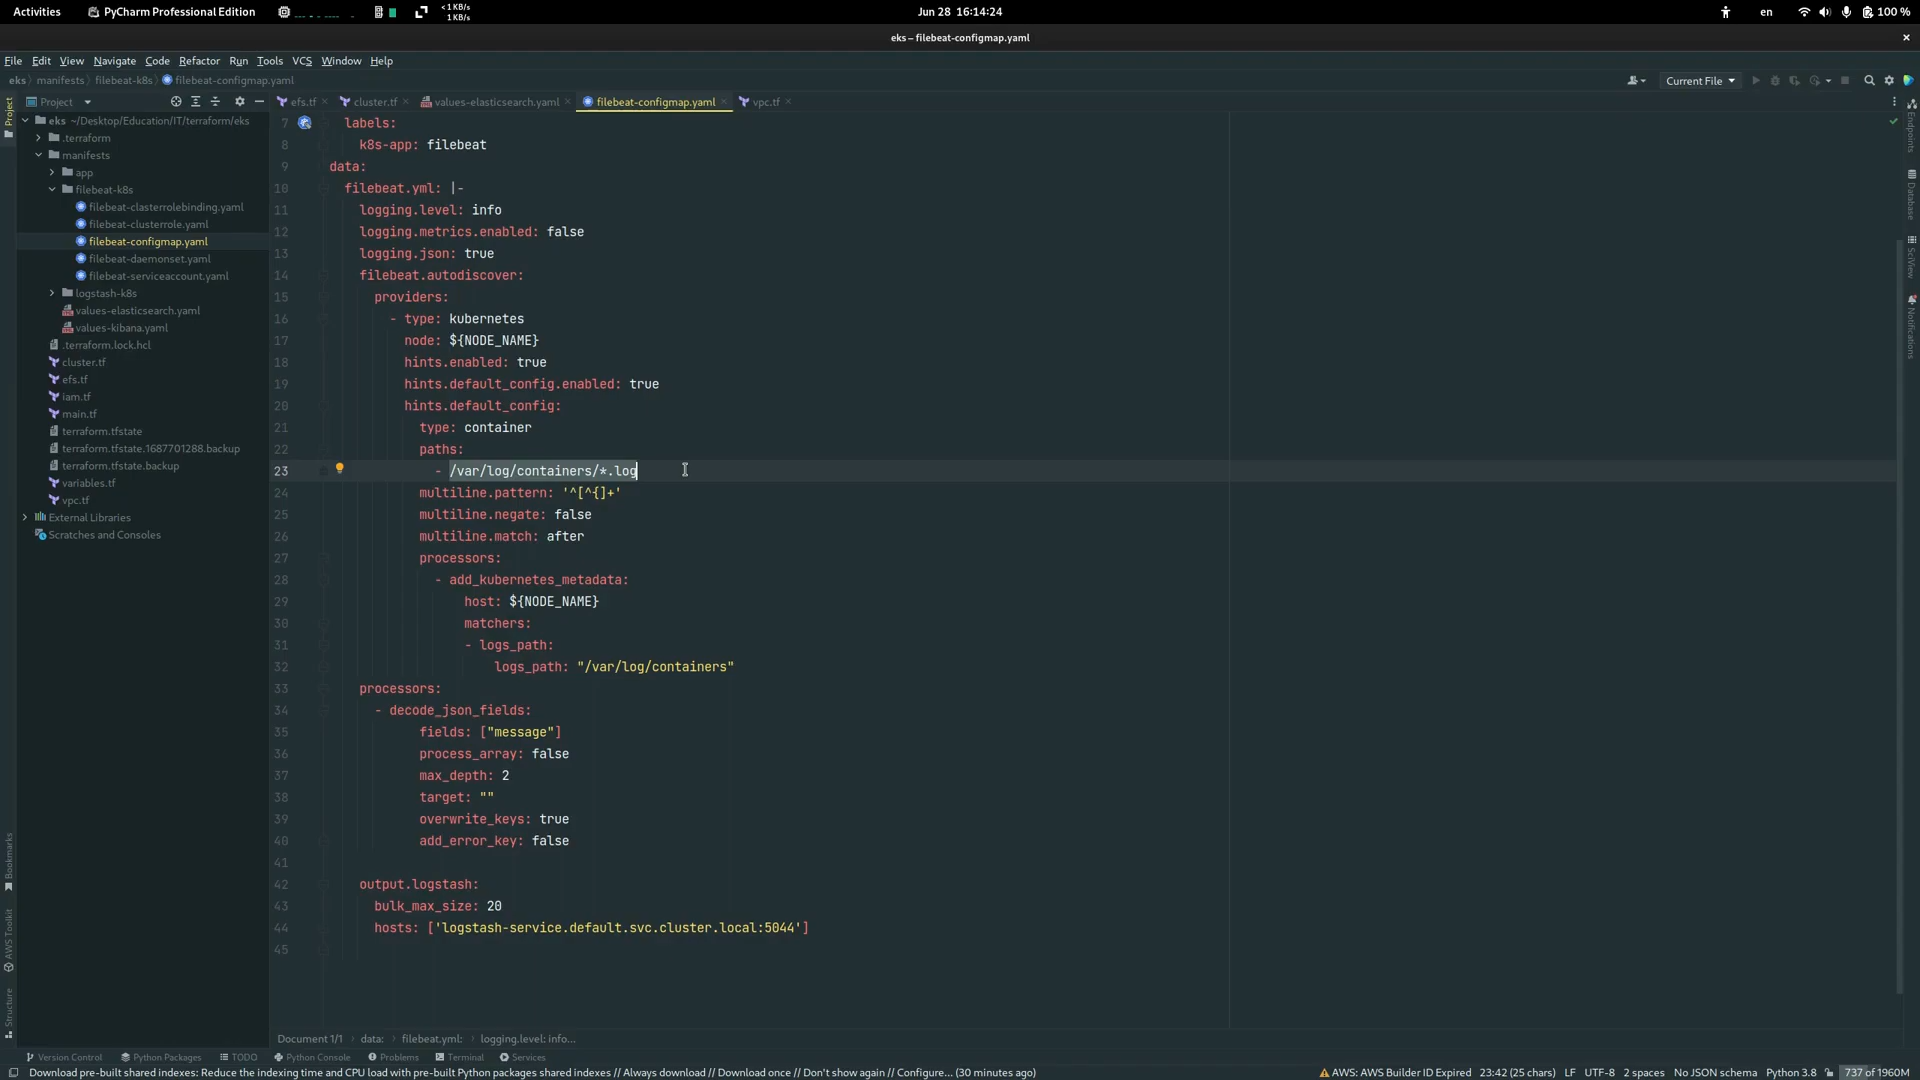 Activities
PyCharm Professional Edition
< 1 KB/s
1 KB/s
Jun 28 16:14:24
en
100 %
eks – filebeat-configmap.yaml
File Edit View Navigate Code Refactor Run Tools VCS Window Help
eks manifests filebeat-k8s filebeat-configmap.yaml
Current File
Project
efs.tf
cluster.tf
values-elasticsearch.yaml
filebeat-configmap.yaml
vpc.tf
Project
eks ~/Desktop/Education/IT/terraform/eks
.terraform
manifests
app
filebeat-k8s
filebeat-clasterrolebinding.yaml
filebeat-clusterrole.yaml
filebeat-configmap.yaml
filebeat-daemonset.yaml
filebeat-serviceaccount.yaml
logstash-k8s
values-elasticsearch.yaml
values-kibana.yaml
.terraform.lock.hcl
cluster.tf
efs.tf
iam.tf
main.tf
terraform.tfstate
terraform.tfstate.1687701288.backup
terraform.tfstate.backup
variables.tf
vpc.tf
External Libraries
Scratches and Consoles
Bookmarks
AWS Toolkit
Structure
7 labels:
8 k8s-app: filebeat
9 data:
10 filebeat.yml: |-
11 logging.level: info
12 logging.metrics.enabled: false
13 logging.json: true
14 filebeat.autodiscover:
15 providers:
16 - type: kubernetes
17 node: ${NODE_NAME}
18 hints.enabled: true
19 hints.default_config.enabled: true
20 hints.default_config:
21 type: container
22 paths:
23 - /var/log/containers/*.log
24 multiline.pattern: '^[^{]+'
25 multiline.negate: false
26 multiline.match: after
27 processors:
28 - add_kubernetes_metadata:
29 host: ${NODE_NAME}
30 matchers:
31 - logs_path:
32 logs_path: "/var/log/containers"
33 processors:
34 - decode_json_fields:
35 fields: ["message"]
36 process_array: false
37 max_depth: 2
38 target: ""
39 overwrite_keys: true
40 add_error_key: false
41
42 output.logstash:
43 bulk_max_size: 20
44 hosts: ['logstash-service.default.svc.cluster.local:5044']
45
Endpoints
Database
SciView
Notifications
Document 1/1 data: filebeat.yml: logging.level: info...
Version Control Python Packages TODO Python Console Problems Terminal Services
Download pre-built shared indexes: Reduce the indexing time and CPU load with pre-built Python packages shared indexes // Always download // Download once // Don't show again // Configure... (30 minutes ago)
AWS: AWS Builder ID Expired 23:42 (25 chars) LF UTF-8 2 spaces No JSON schema Python 3.8 737 of 1960M